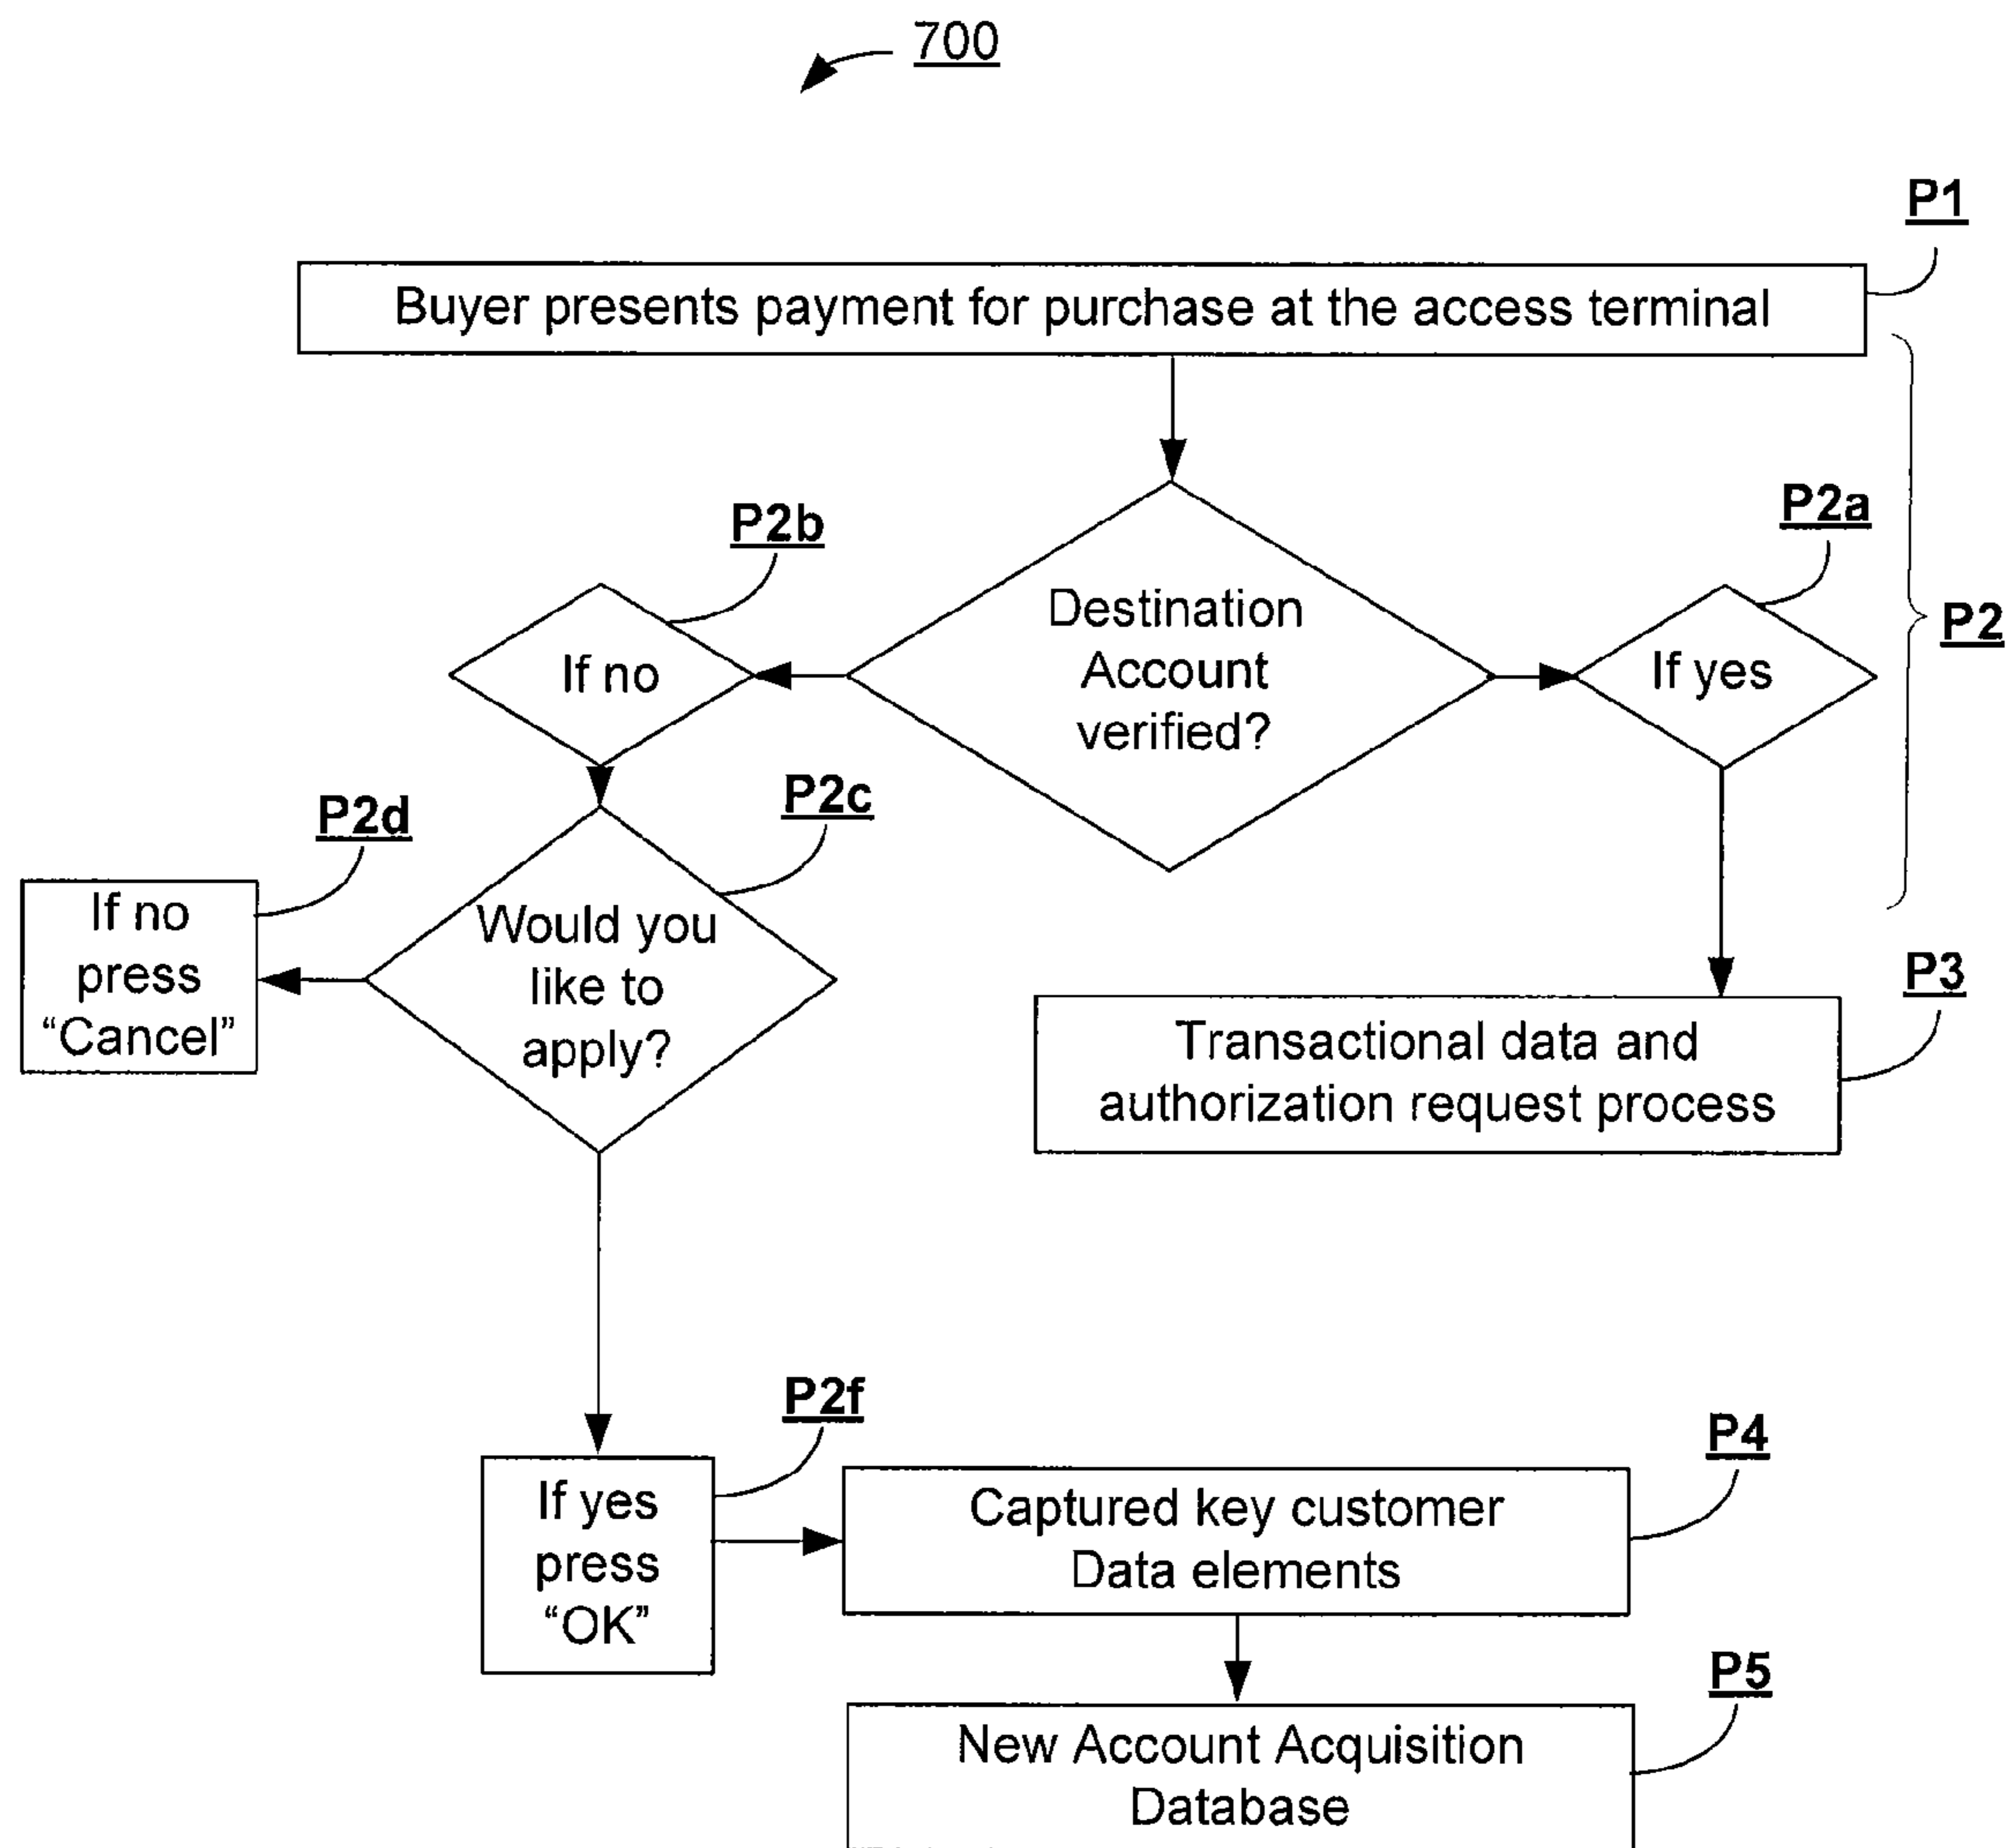 700
P1
Buyer presents payment for purchase at the access terminal
P2a
P2b
Destination
Account
verified?
If no
If yes
P2
P2c
P2d
If no
press
“Cancel”
Would you
like to
apply?
P3
Transactional data and
authorization request process
P2f
P4
If yes
press
“OK”
Captured key customer
Data elements
P5
New Account Acquisition
Database